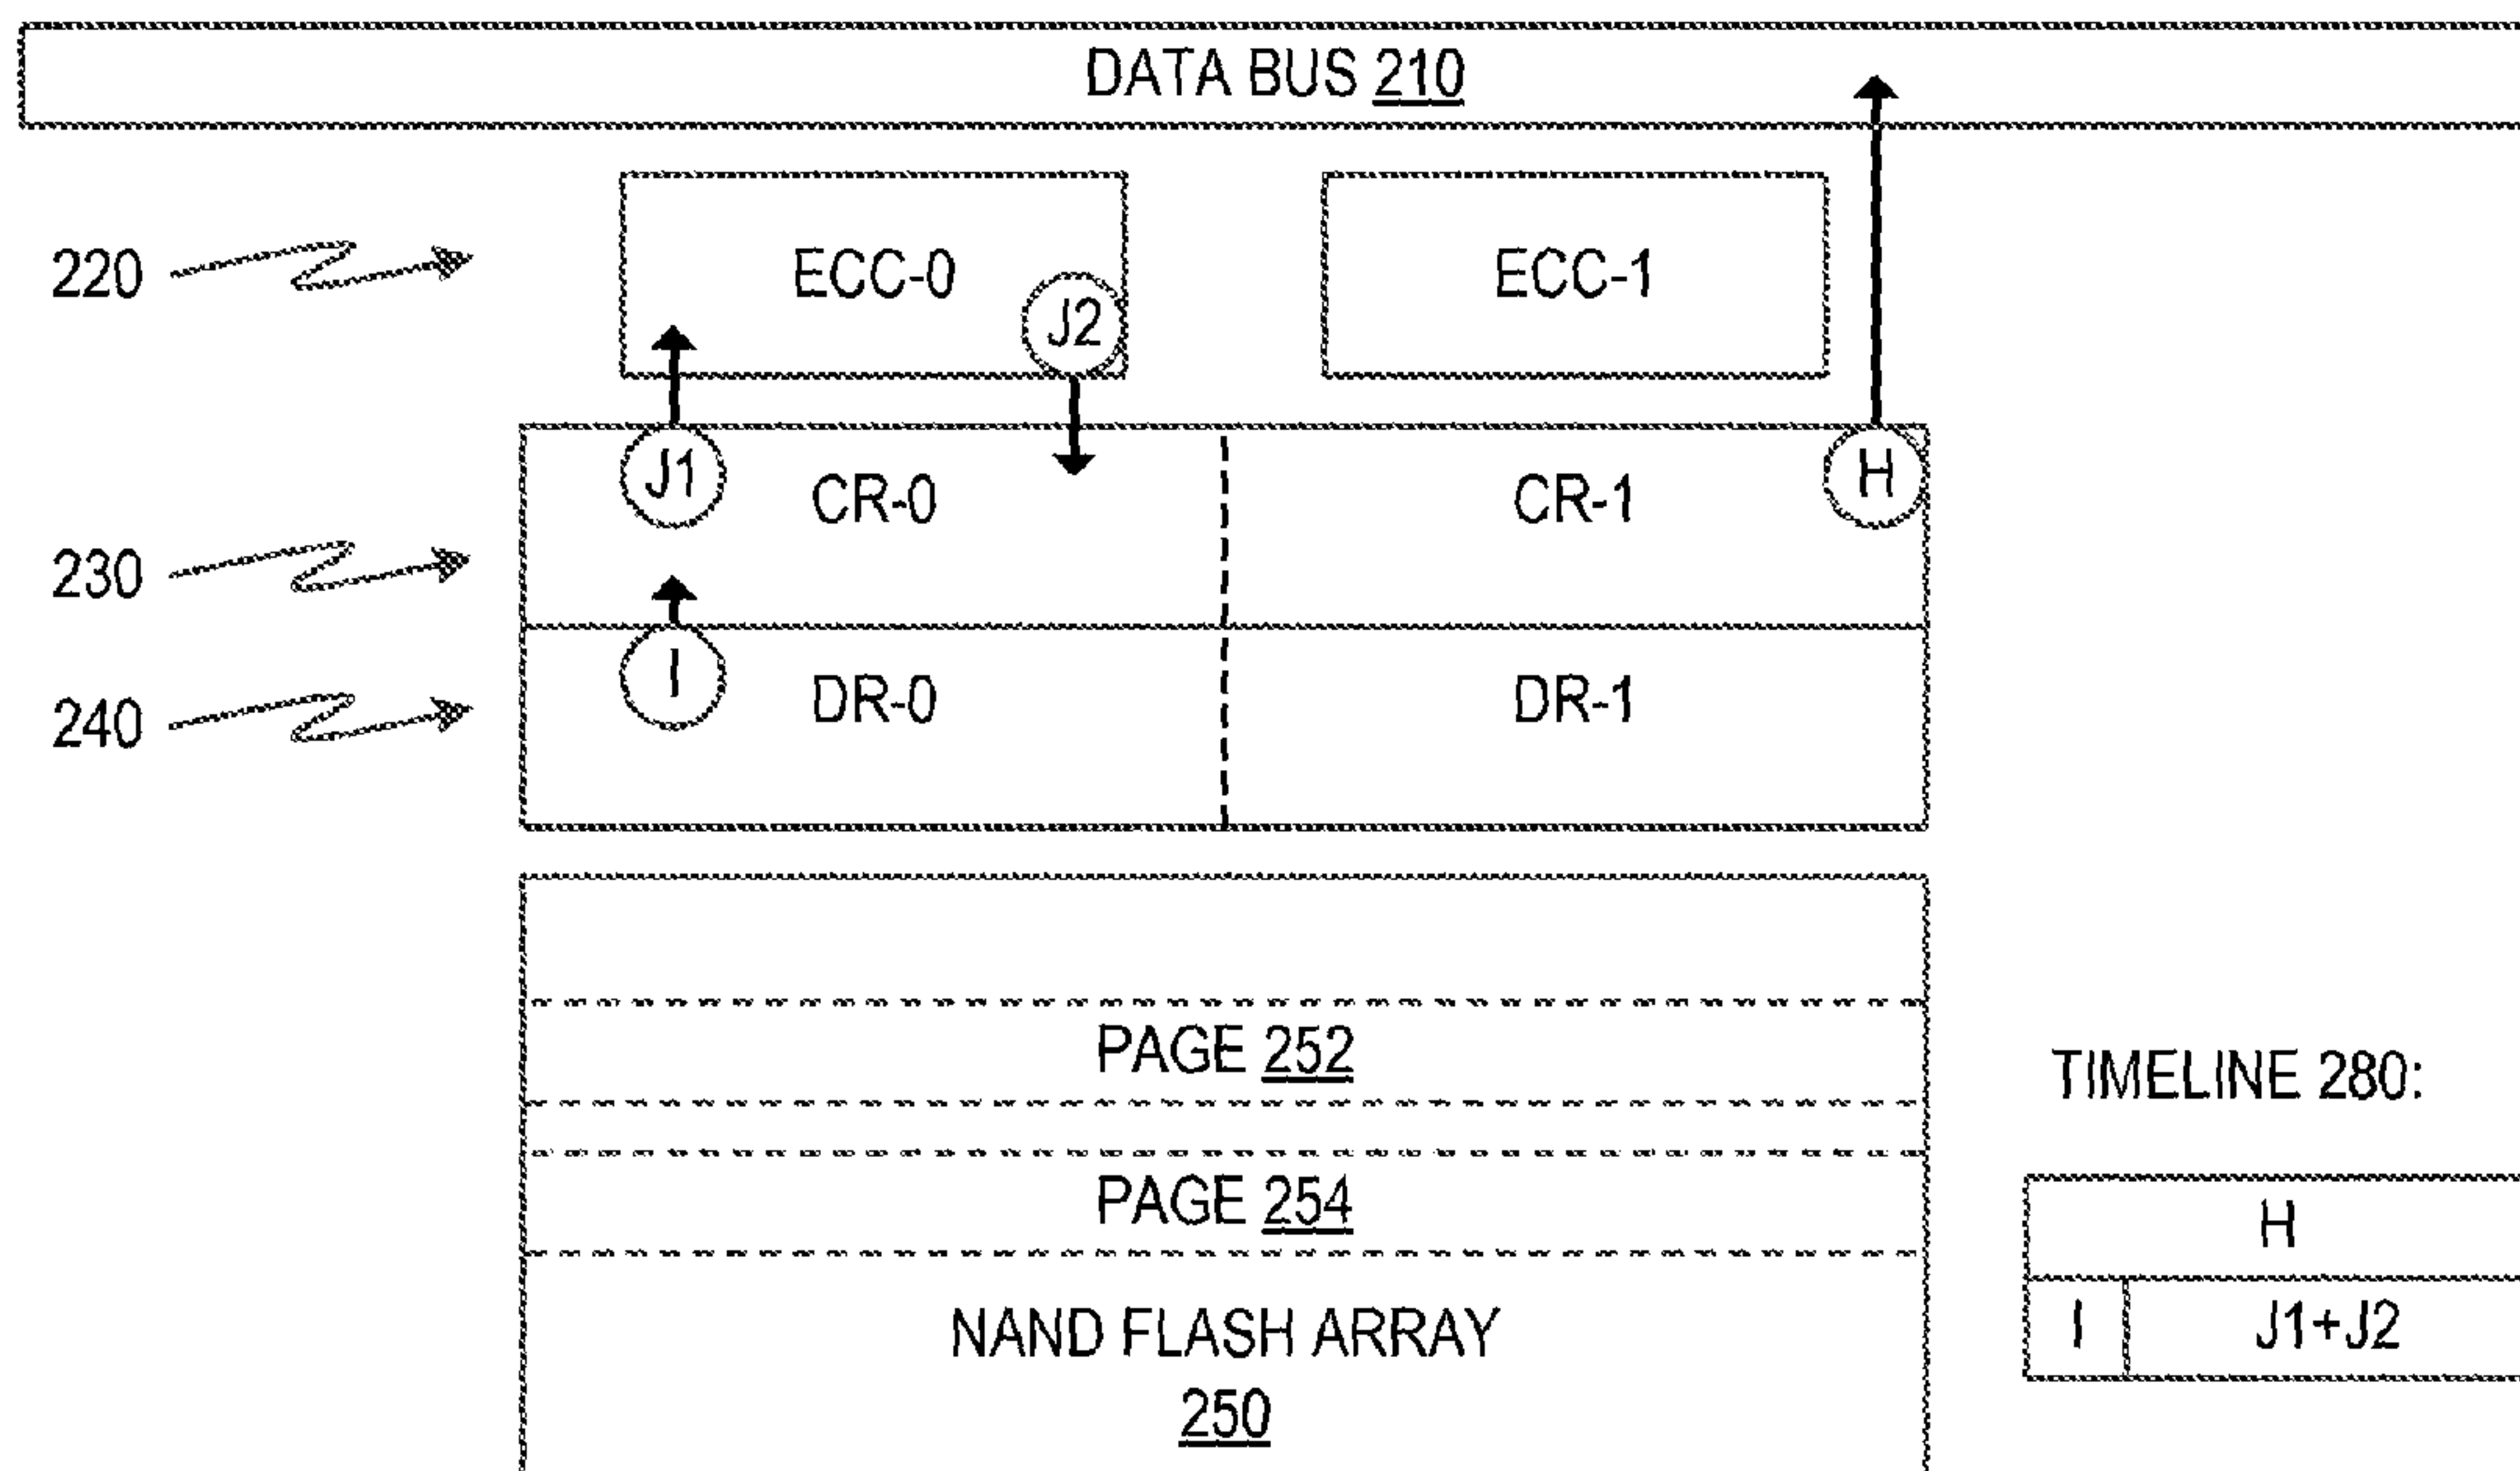 DATA BUS 210
220
ECC-0
J2
ECC-1
J1
CR-0
CR-1
H
230
I
DR-0
DR-1
240
PAGE 252
TIMELINE 280:
PAGE 254
H
NAND FLASH ARRAY
250
I
J1+J2